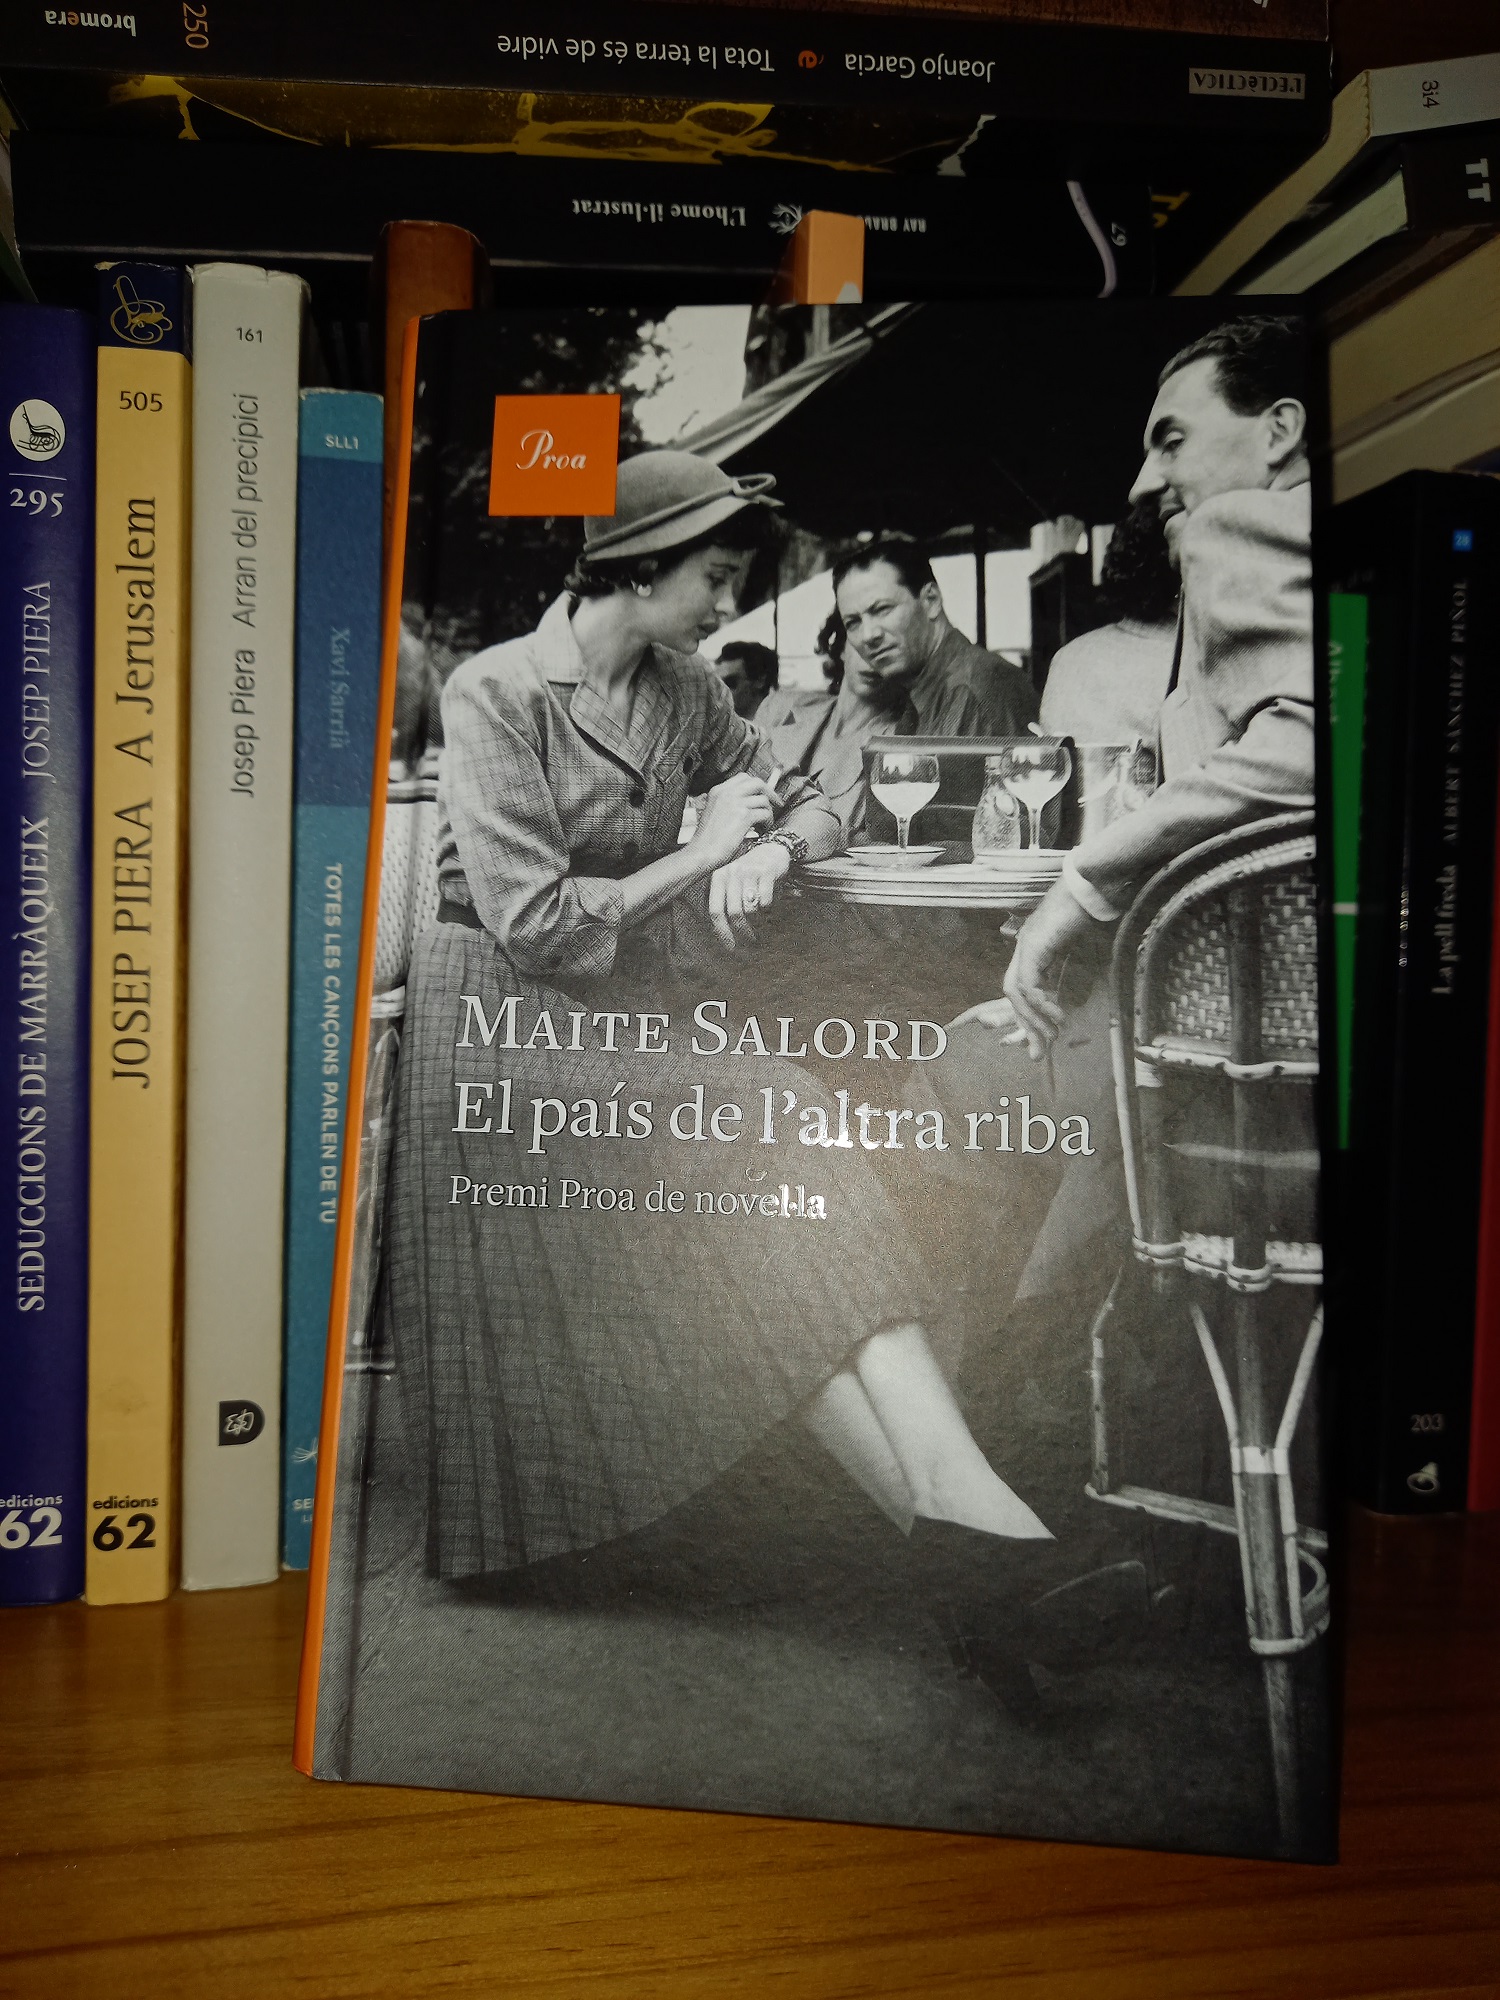 bromera
250
Joanjo Garcia Tota la terra és de vidre
L'ECLÈCTICA
L'home il·lustrat
67
3i4
TT
295
SEDUCCIONS DE MARRÀQUEIX JOSEP PIERA
edicions
62
505
JOSEP PIERA A Jerusalem
edicions
62
161
Josep Piera Arran del precipici
SLL1
Xavi Sarrià
TOTES LES CANÇONS PARLEN DE TU
Proa
MAITE SALORD
El país de l'altra riba
Premi Proa de novel·la
28
La pell freda ALBERT SÁNCHEZ PIÑOL
203